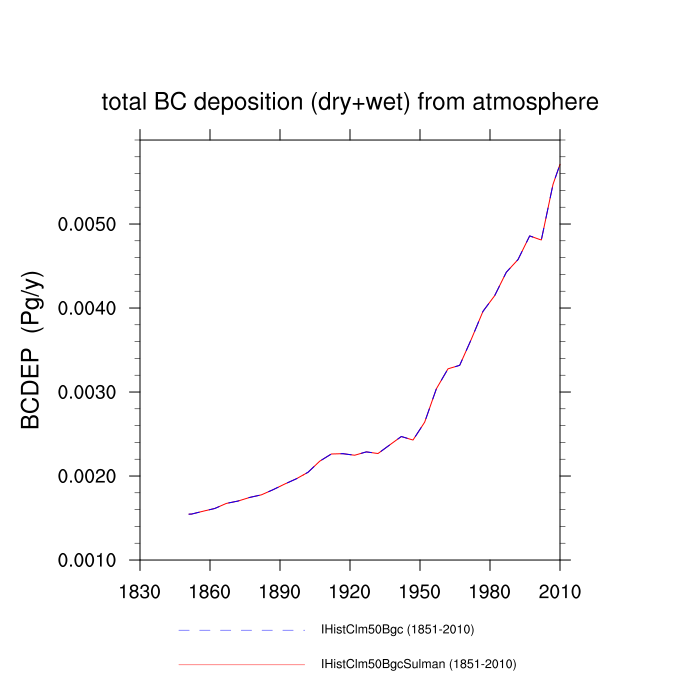 total BC deposition (dry+wet) from atmosphere
BCDEP (Pg/y)
0.0050
0.0040
0.0030
0.0020
0.0010
1830 1860 1890 1920 1950 1980 2010
IHistClm50Bgc (1851-2010)
IHistClm50BgcSulman (1851-2010)